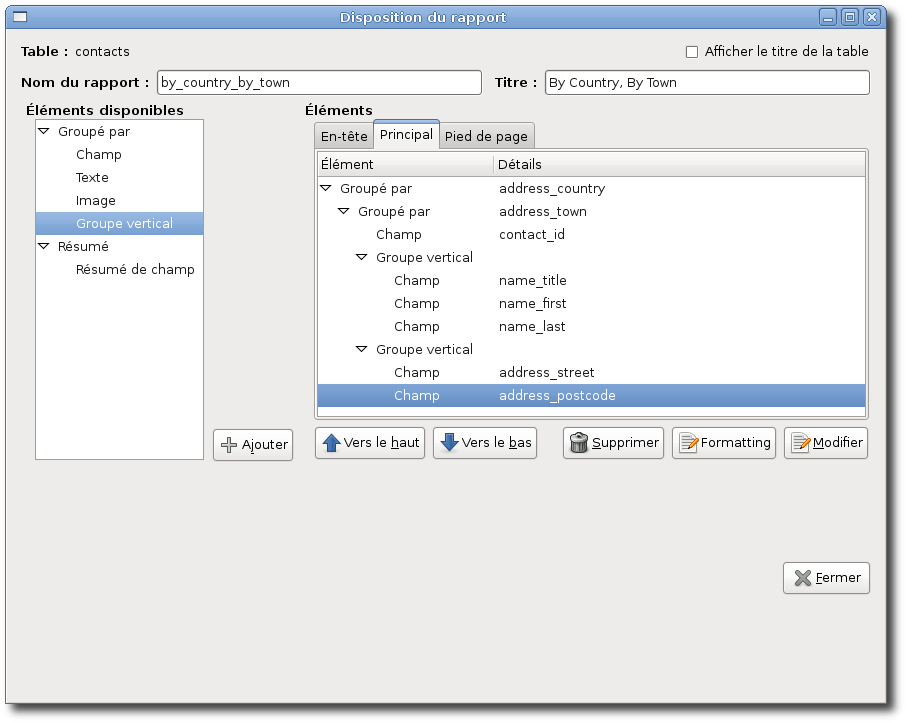 Disposition du rapport
Table : contacts
Afficher le titre de la table
Nom du rapport : by_country_by_town
Titre : By Country, By Town
Éléments disponibles
Groupé par
Champ
Texte
Image
Groupe vertical
Résumé
Résumé de champ
Ajouter
Éléments
En-tête Principal Pied de page
Élément Détails
Groupé par address_country
Groupé par address_town
Champ contact_id
Groupe vertical
Champ name_title
Champ name_first
Champ name_last
Groupe vertical
Champ address_street
Champ address_postcode
Vers le haut Vers le bas Supprimer Formatting Modifier
Fermer